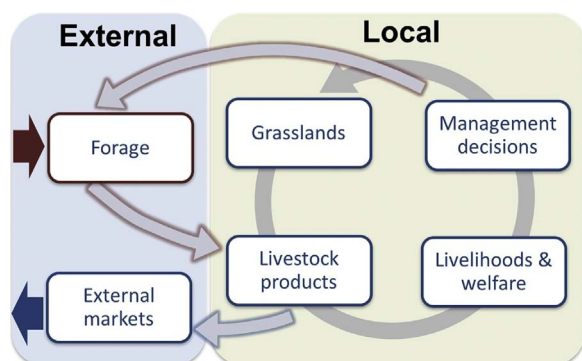 External
Local
Forage
Grasslands
Management
decisions
External
markets
Livestock
products
Livelihoods &
welfare